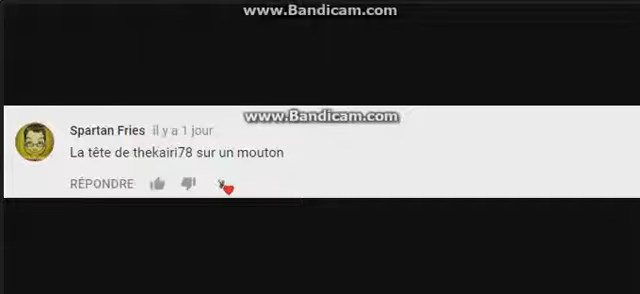 www.Bandicam.com
www.Bandicam.com
Spartan Fries il y a 1 jour
La tête de thekairi78 sur un mouton
RÉPONDRE